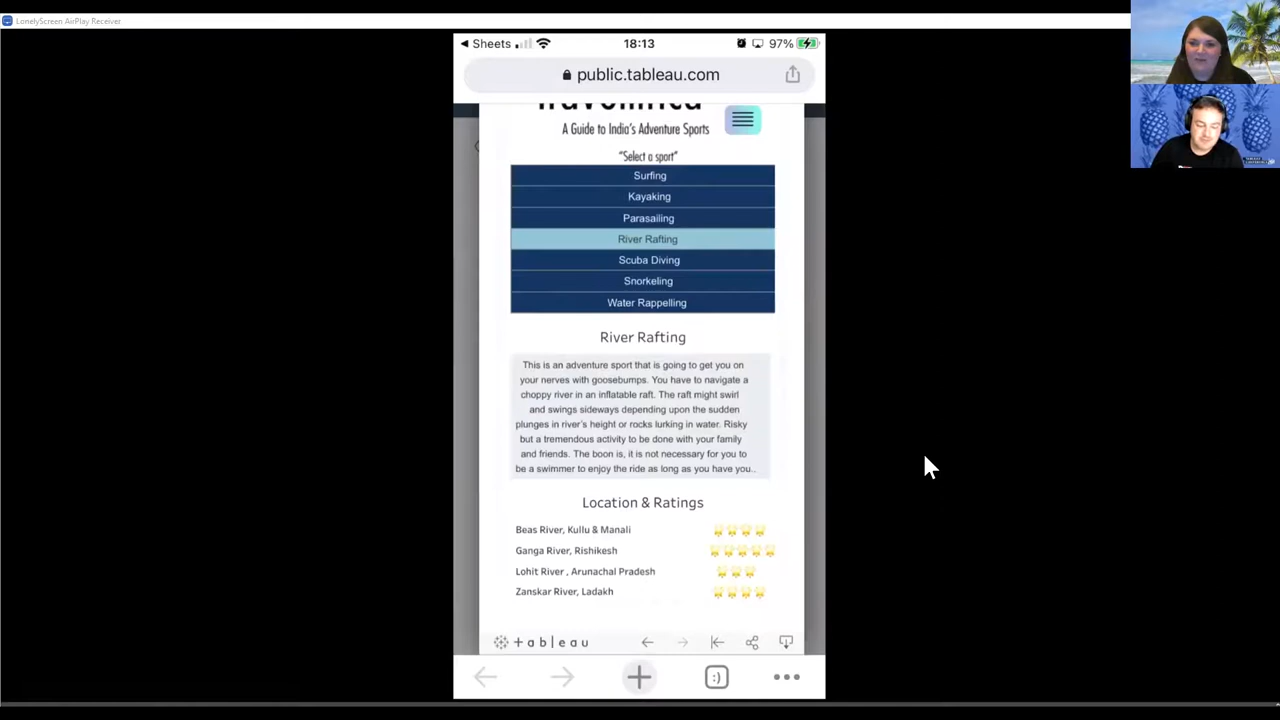 LonelyScreen AirPlay Receiver
Sheets 18:13 97%
public.tableau.com
A Guide to India's Adventure Sports
"Select a sport"
Surfing
Kayaking
Parasailing
River Rafting
Scuba Diving
Snorkeling
Water Rappelling
River Rafting
This is an adventure sport that is going to get you on
your nerves with goosebumps. You have to navigate a
choppy river in an inflatable raft. The raft might swirl
and swings sideways depending upon the sudden
plunges in river's height or rocks lurking in water. Risky
but a tremendous activity to be done with your family
and friends. The boon is, it is not necessary for you to
be a swimmer to enjoy the ride as long as you have you..
Location & Ratings
Beas River, Kullu & Manali
Ganga River, Rishikesh
Lohit River , Arunachal Pradesh
Zanskar River, Ladakh
+ a b l e a u
:)